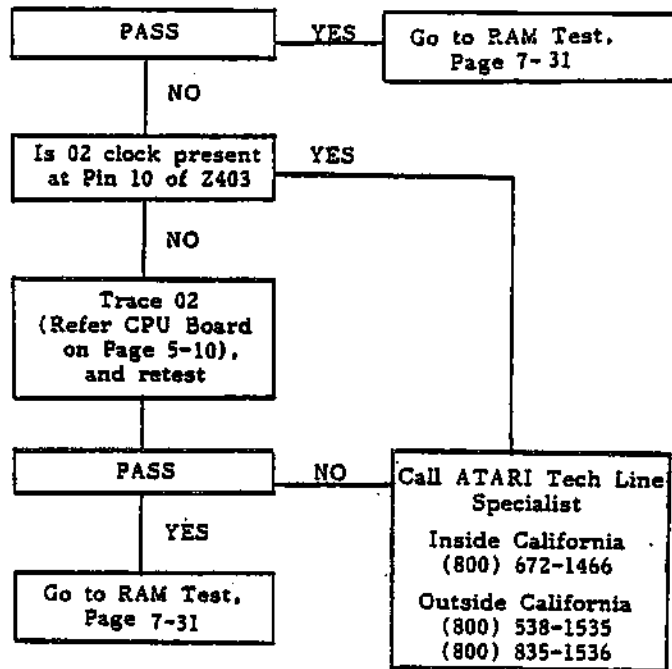 PASS
YES
Go to RAM Test,
Page 7-31
NO
Is 02 clock present
at Pin 10 of Z403
YES
NO
Trace 02
(Refer CPU Board
on Page 5-10),
and retest
PASS
NO
Call ATARI Tech Line
Specialist
Inside California
(800) 672-1466
Outside California
(800) 538-1535
(800) 835-1536
YES
Go to RAM Test,
Page 7-31